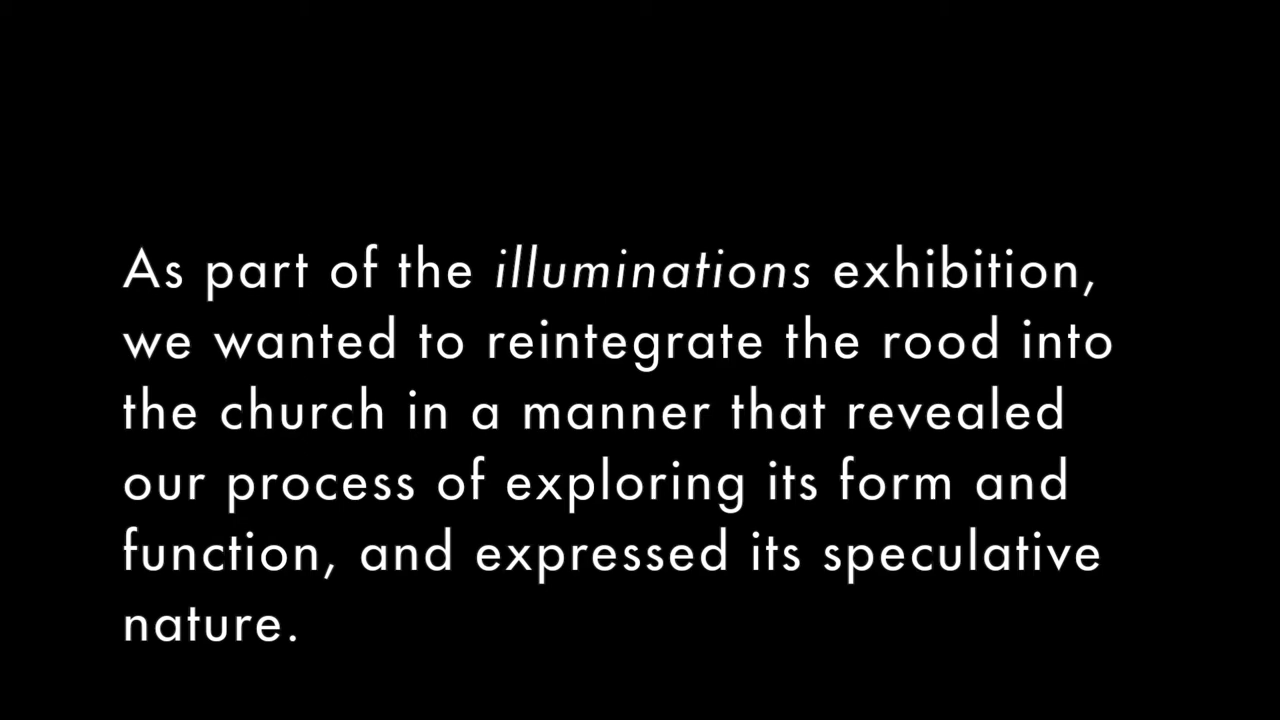 As part of the illuminations exhibition,
we wanted to reintegrate the rood into
the church in a manner that revealed
our process of exploring its form and
function, and expressed its speculative
nature.